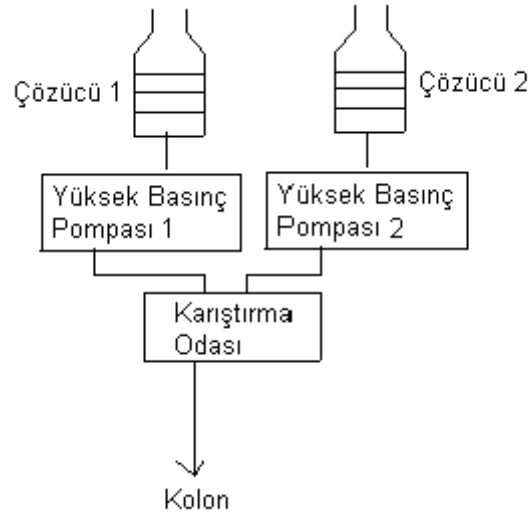 Çözücü 1
Çözücü 2
Yüksek Basınç
Pompası 1
Yüksek Basınç
Pompası 2
Karıştırma
Odası
Kolon